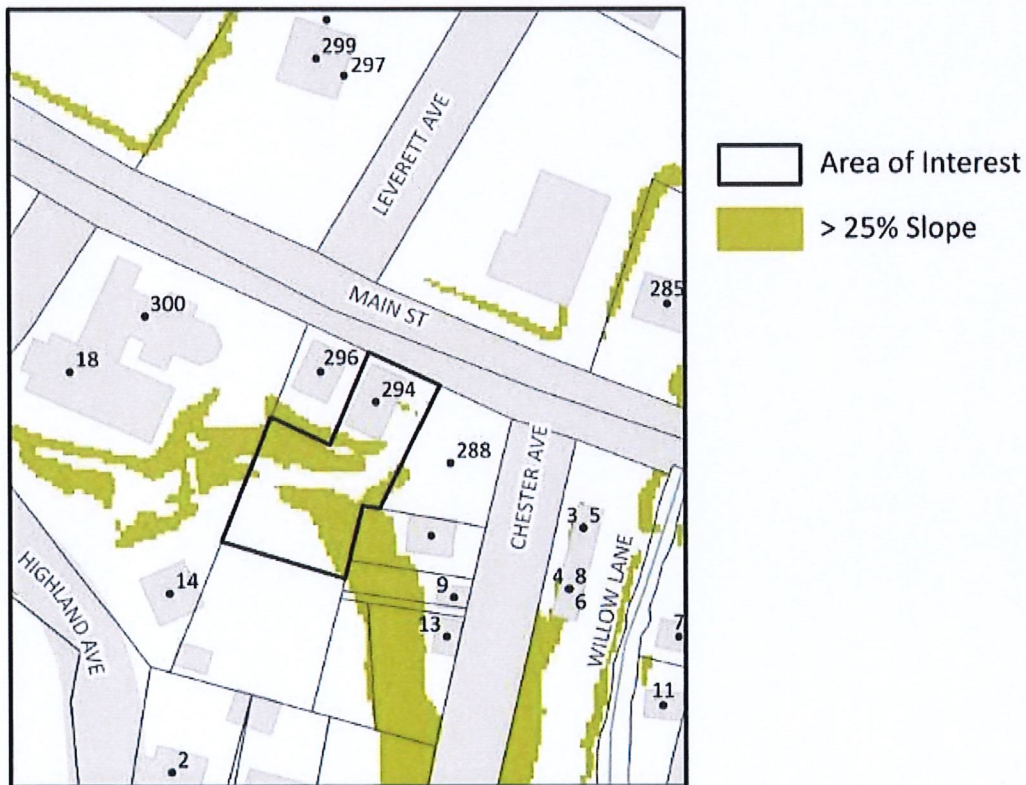 299
297
LEVERETT AVE
Area of Interest
> 25% Slope
MAIN ST
285
300
18
296
294
288
CHESTER AVE
3 5
4 8
6
WILLOW LANE
HIGHLAND AVE
14
9
13
7
11
2